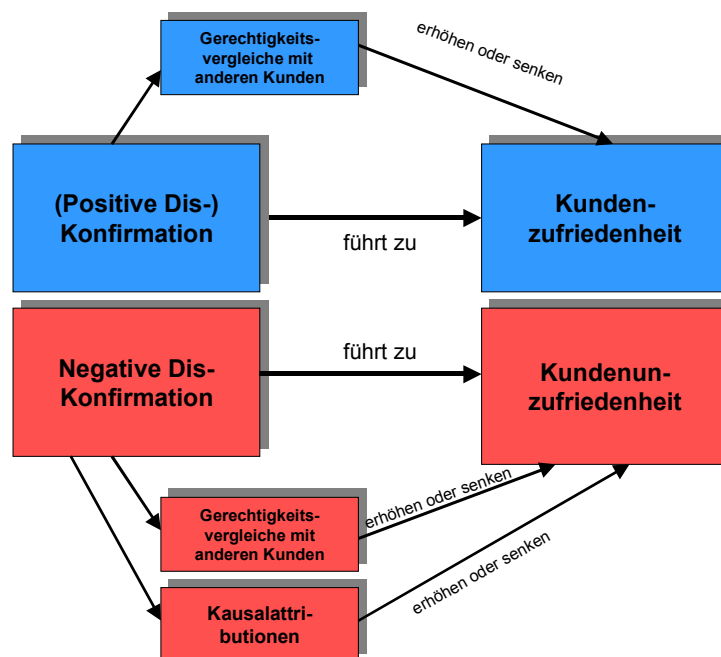 Gerechtigkeits-
vergleiche mit
anderen Kunden
erhöhen oder senken
(Positive Dis-)
Konfirmation
führt zu
Kunden-
zufriedenheit
Negative Dis-
Konfirmation
führt zu
Kundenun-
zufriedenheit
Gerechtigkeits-
vergleiche mit
anderen Kunden
erhöhen oder senken
Kausalattri-
butionen
erhöhen oder senken